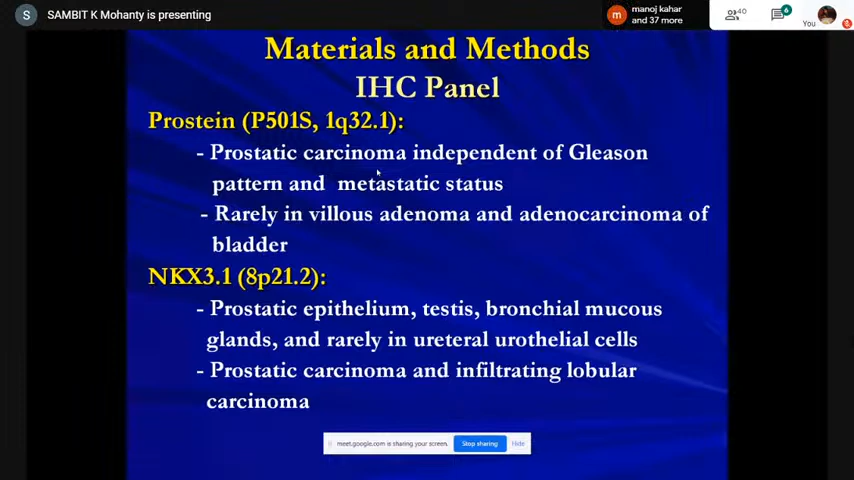 S SAMBIT K Mohanty is presenting
m manoj kahar
and 37 more
40
6
You
Materials and Methods
IHC Panel
Prostein (P501S, 1q32.1):
- Prostatic carcinoma independent of Gleason
pattern and metastatic status
- Rarely in villous adenoma and adenocarcinoma of
bladder
NKX3.1 (8p21.2):
- Prostatic epithelium, testis, bronchial mucous
glands, and rarely in ureteral urothelial cells
- Prostatic carcinoma and infiltrating lobular
carcinoma
meet.google.com is sharing your screen. Stop sharing Hide